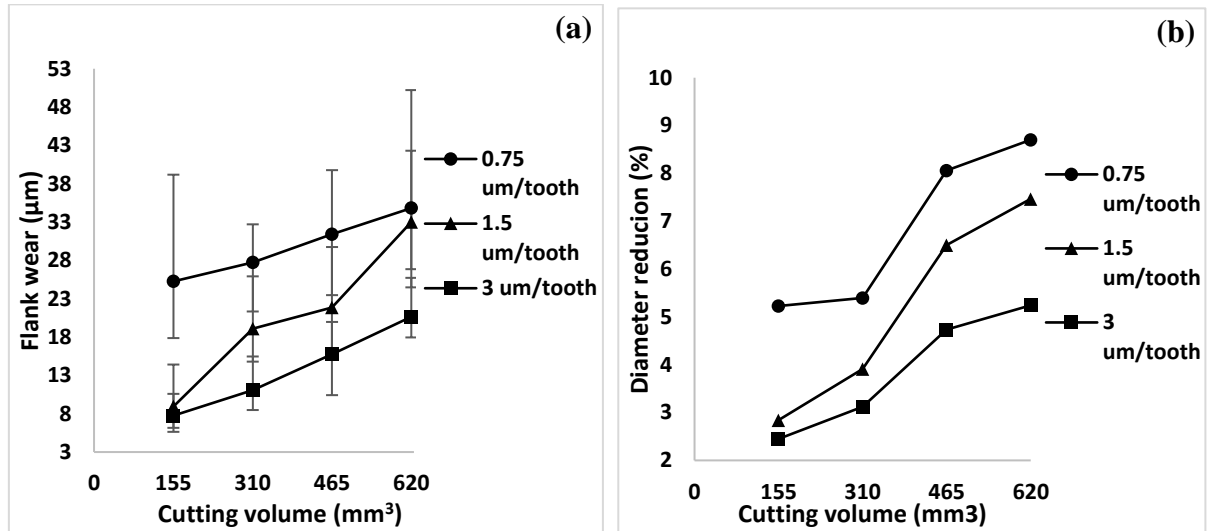 (a)
Flank wear (µm)
53
48
43
38
33
28
23
18
13
8
3
0 155 310 465 620
Cutting volume (mm³)
0.75
um/tooth
1.5
um/tooth
3 um/tooth
(b)
Diameter reducion (%)
10
9
8
7
6
5
4
3
2
0 155 310 465 620
Cutting volume (mm3)
0.75
um/tooth
1.5
um/tooth
3
um/tooth